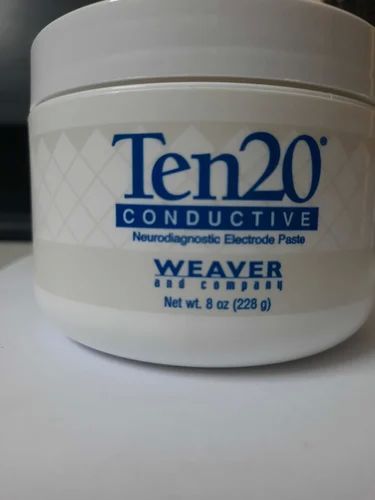 Ten20®
CONDUCTIVE
Neurodiagnostic Electrode Paste
WEAVER
and company
Net wt. 8 oz (228 g)